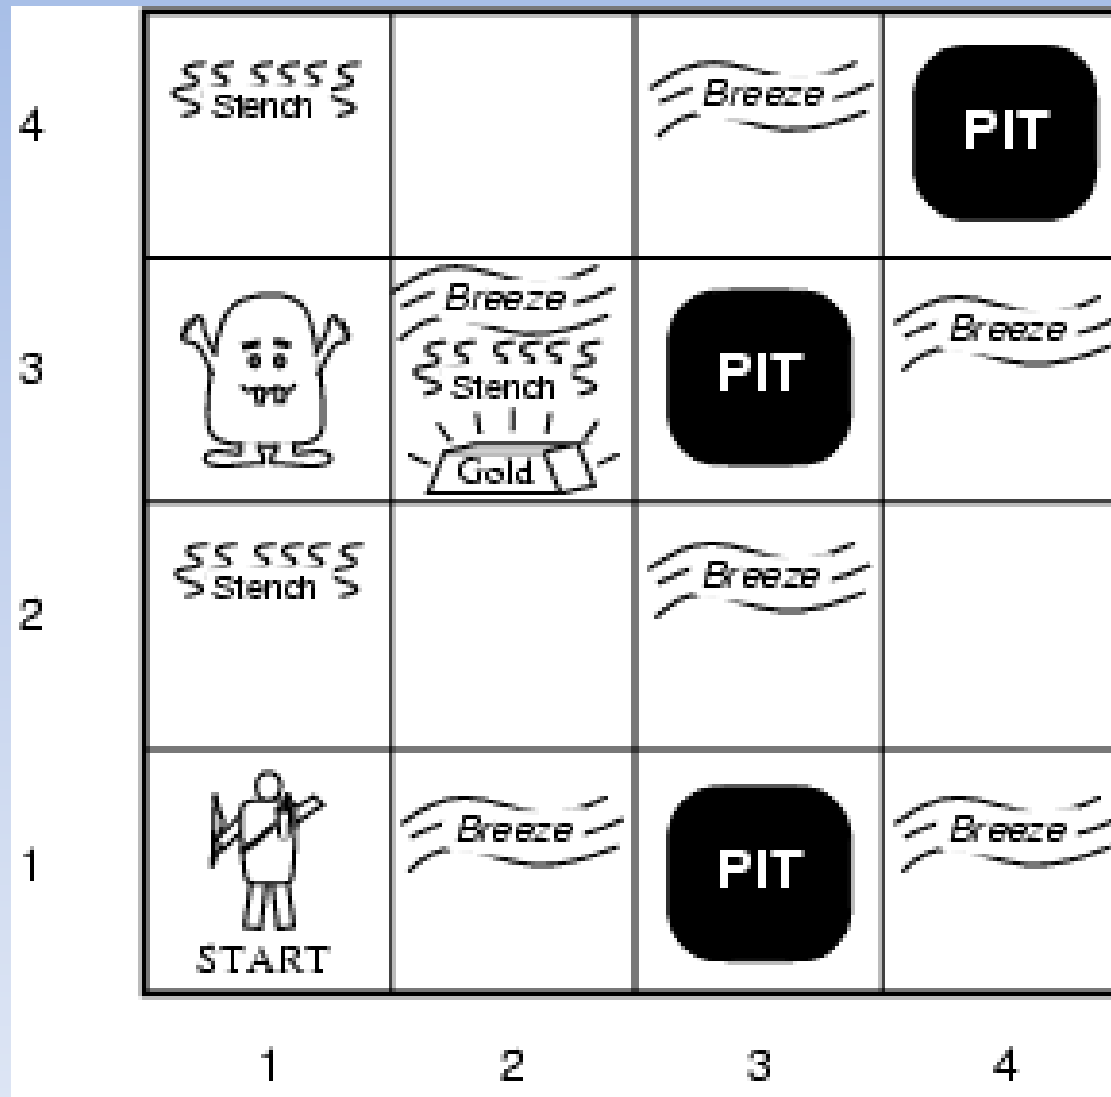 4
Stench
Breeze
PIT
3
Breeze
Stench
Gold
PIT
Breeze
2
Stench
Breeze
1
START
Breeze
PIT
Breeze
1 2 3 4